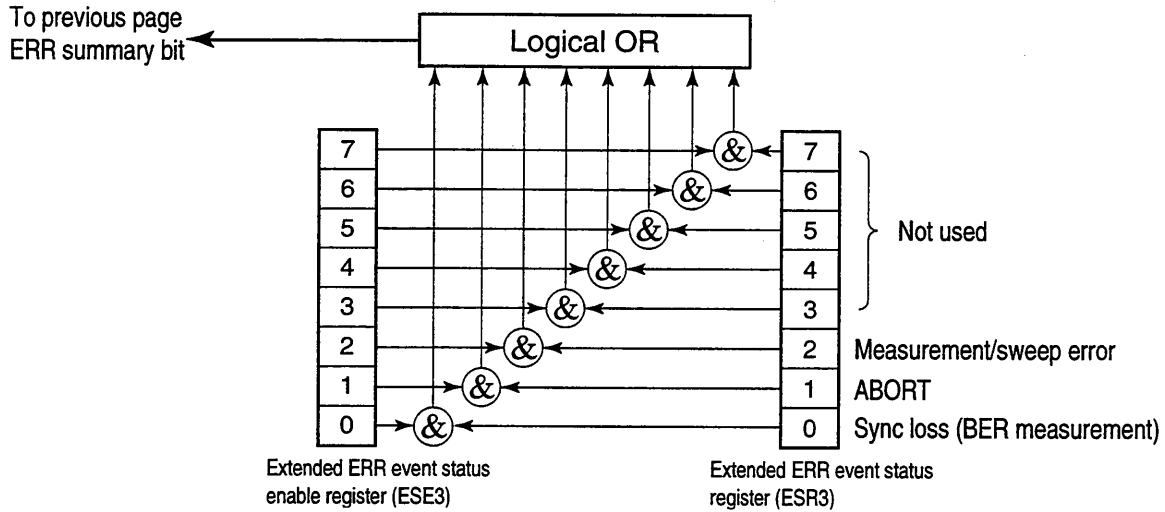 To previous page
ERR summary bit
Logical OR
7 & 7
6 & 6
5 & 5
Not used
4 & 4
3 & 3
2 & 2 Measurement/sweep error
1 & 1 ABORT
0 & 0 Sync loss (BER measurement)
Extended ERR event status
enable register (ESE3)
Extended ERR event status
register (ESR3)